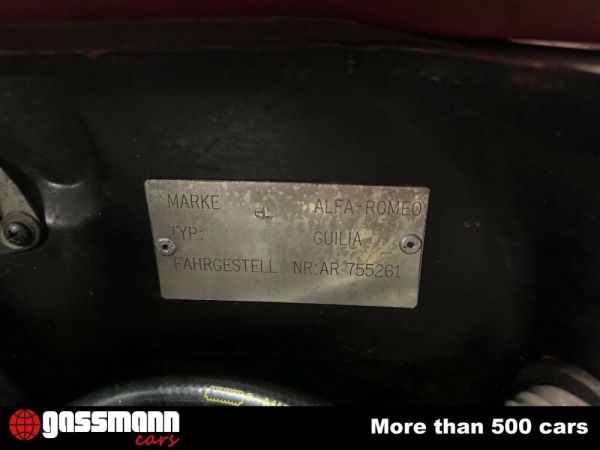 MARKE ALFA-ROMEO
TYP: GUILIA
FAHRGESTELL NR:AR 755261
gassmann cars
More than 500 cars